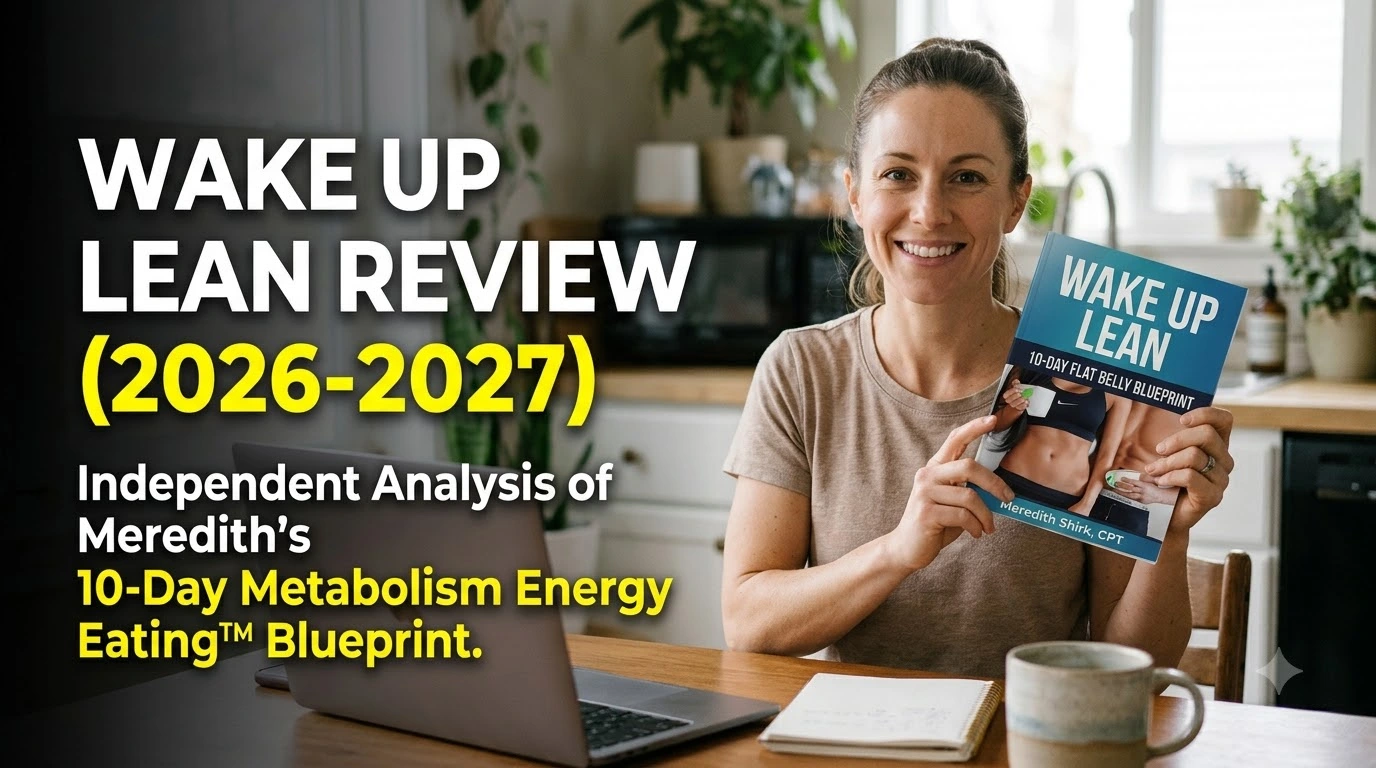 WAKE UP
LEAN REVIEW
(2026-2027)
Independent Analysis of
Meredith's
10-Day Metabolism Energy
Eating™ Blueprint.
WAKE UP
LEAN
10-DAY FLAT BELLY BLUEPRINT
Meredith Shirk, CPT